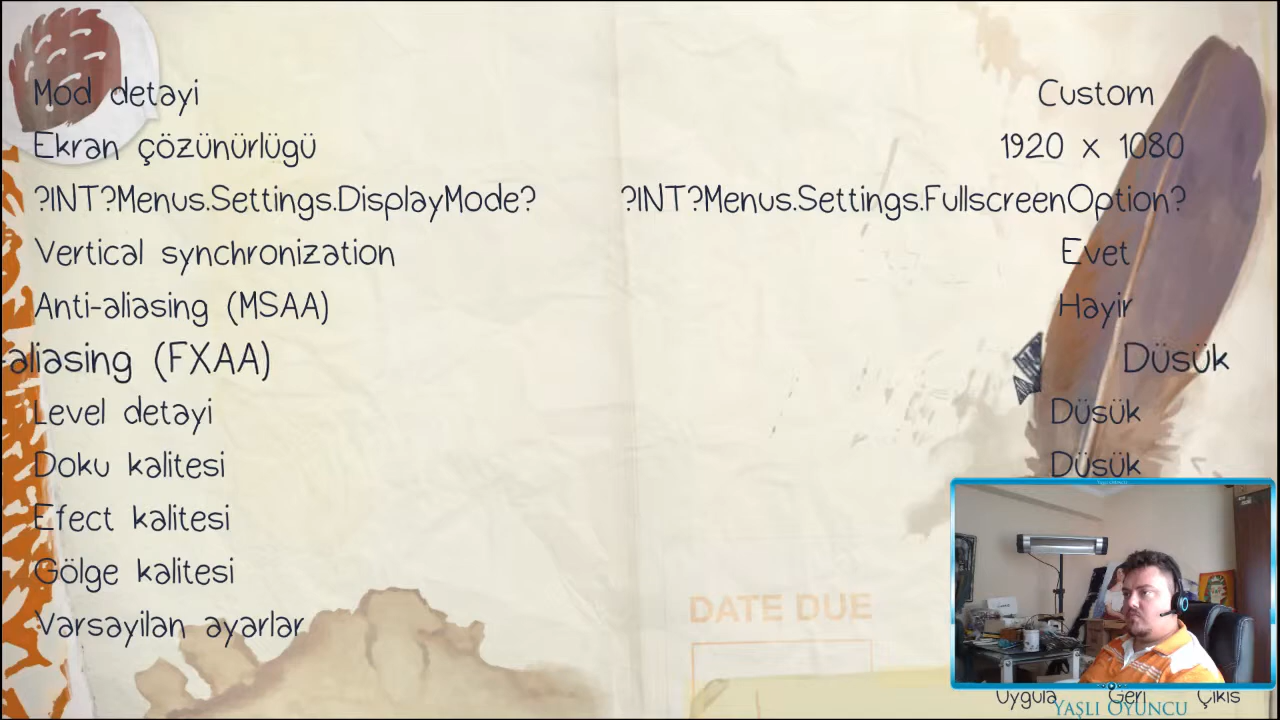 Mod detayi Custom
Ekran çözünürlügü 1920 x 1080
?INT?Menus.Settings.DisplayMode? ?INT?Menus.Settings.FullscreenOption?
Vertical synchronization Evet
Anti-aliasing (MSAA) Hayir
-aliasing (FXAA) Düsük
Level detayi Düsük
Doku kalitesi Düsük
Efect kalitesi
Gölge kalitesi
Varsayilan ayarlar
DATE DUE
Uygula Geri Çikis
YAŞLI OYUNCU